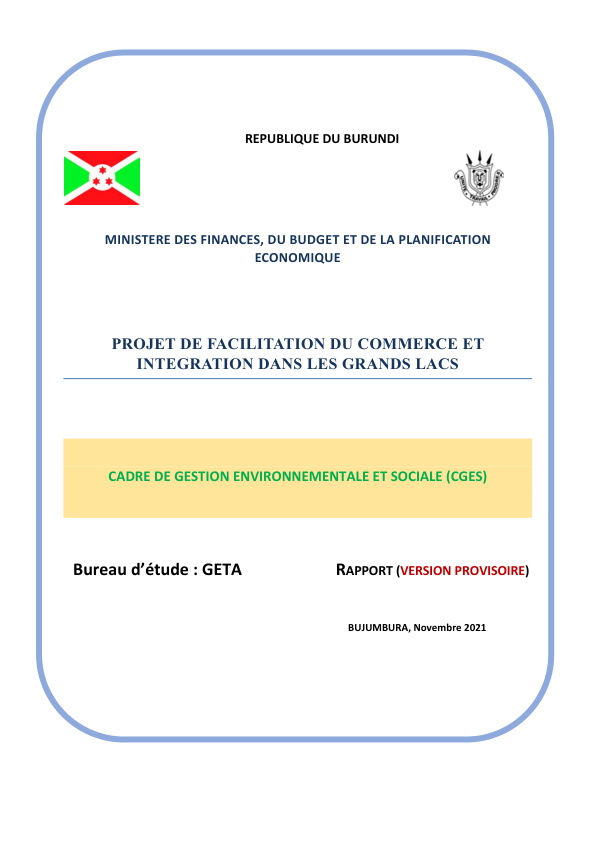 REPUBLIQUE DU BURUNDI
MINISTERE DES FINANCES, DU BUDGET ET DE LA PLANIFICATION
ECONOMIQUE
PROJET DE FACILITATION DU COMMERCE ET
INTEGRATION DANS LES GRANDS LACS
CADRE DE GESTION ENVIRONNEMENTALE ET SOCIALE (CGES)
Bureau d’étude : GETA RAPPORT (VERSION PROVISOIRE)
BUJUMBURA, Novembre 2021